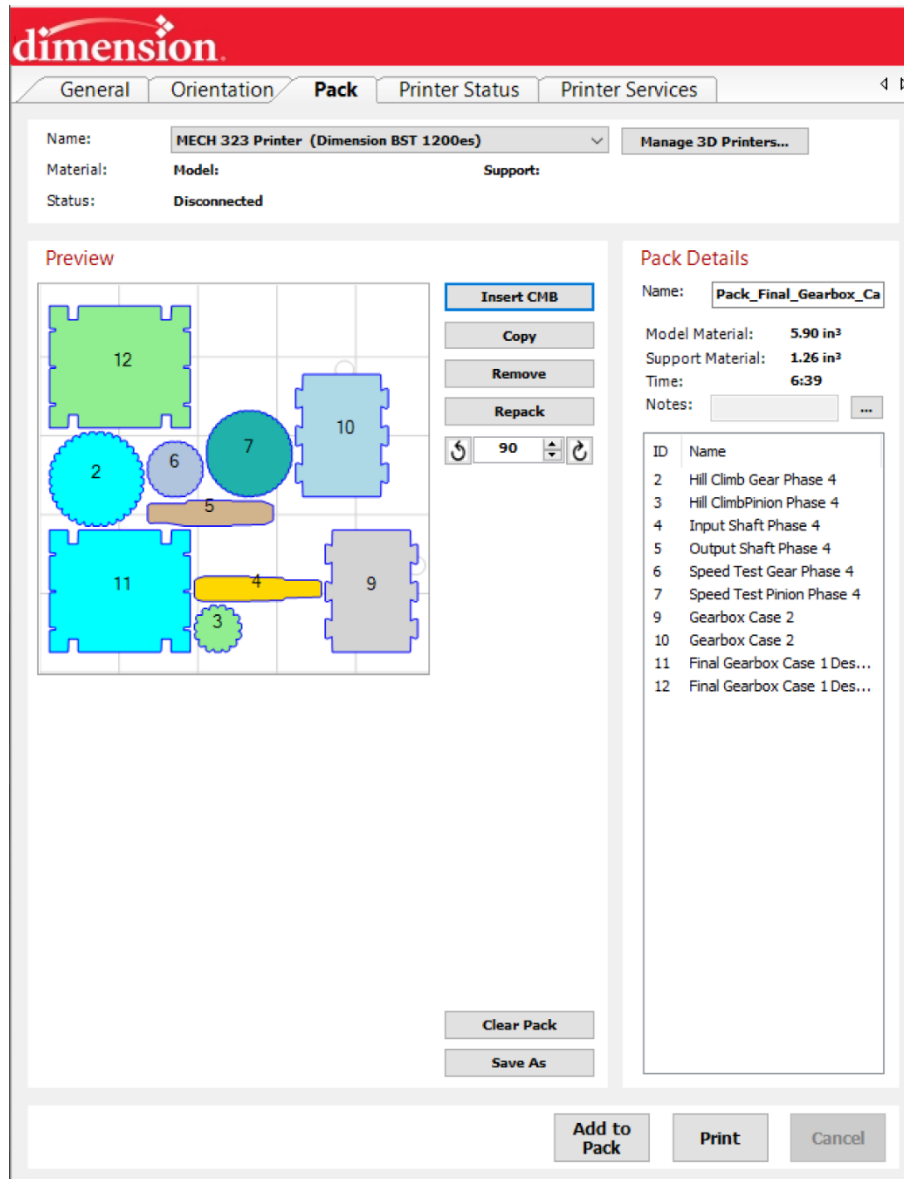 dimension.
General Orientation Pack Printer Status Printer Services
Name: MECH 323 Printer (Dimension BST 1200es) Manage 3D Printers...
Material: Model: Support:
Status: Disconnected
Preview
Insert CMB
Copy
Remove
Repack
90
12
10
7
6
2
5
11
4
9
3
Clear Pack
Save As
Pack Details
Name: Pack_Final_Gearbox_Ca
Model Material: 5.90 in³
Support Material: 1.26 in³
Time: 6:39
Notes: ...
ID Name
2 Hill Climb Gear Phase 4
3 Hill ClimbPinion Phase 4
4 Input Shaft Phase 4
5 Output Shaft Phase 4
6 Speed Test Gear Phase 4
7 Speed Test Pinion Phase 4
9 Gearbox Case 2
10 Gearbox Case 2
11 Final Gearbox Case 1 Des...
12 Final Gearbox Case 1 Des...
Add to
Pack
Print
Cancel